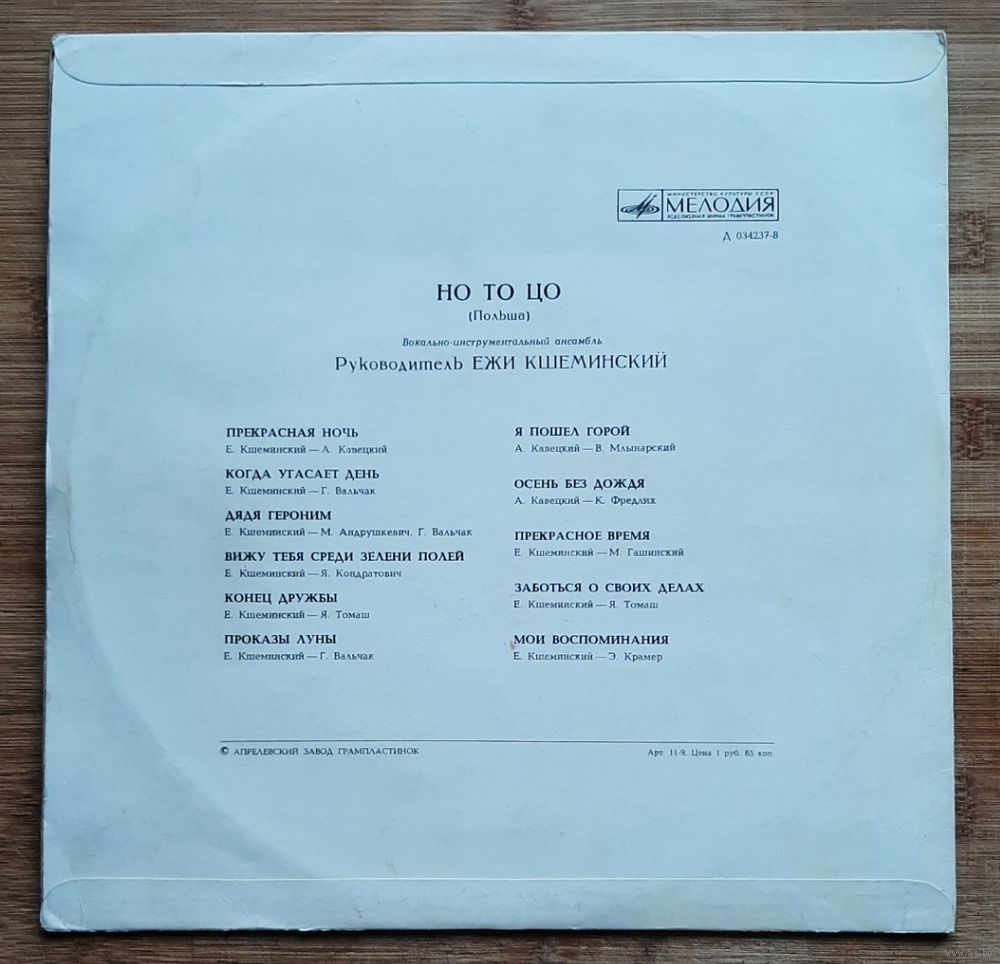 МИНИСТЕРСТВО КУЛЬТУРЫ СССР
МЕЛОДИЯ
ВСЕСОЮЗНАЯ ФИРМА ГРАМПЛАСТИНОК
Д 034237-8
НО ТО ЦО
(Польша)
Вокально-инструментальный ансамбль
Руководитель ЕЖИ КШЕМИНСКИЙ
ПРЕКРАСНАЯ НОЧЬ
Е. Кшеминский — А. Кавецкий
КОГДА УГАСАЕТ ДЕНЬ
Е. Кшеминский — Г. Вальчак
ДЯДЯ ГЕРОНИМ
Е. Кшеминский — М. Андрушкевич, Г. Вальчак
ВИЖУ ТЕБЯ СРЕДИ ЗЕЛЕНИ ПОЛЕЙ
Е. Кшеминский — Я. Кондратович
КОНЕЦ ДРУЖБЫ
Е. Кшеминский — Я. Томаш
ПРОКАЗЫ ЛУНЫ
Е. Кшеминский — Г. Вальчак
Я ПОШЕЛ ГОРОЙ
А. Кавецкий — В. Млынарский
ОСЕНЬ БЕЗ ДОЖДЯ
А. Кавецкий — К. Фредлих
ПРЕКРАСНОЕ ВРЕМЯ
Е. Кшеминский — М. Гашинский
ЗАБОТЬСЯ О СВОИХ ДЕЛАХ
Е. Кшеминский — Я. Томаш
МОИ ВОСПОМИНАНИЯ
Е. Кшеминский — Э. Крамер
© АПРЕЛЕВСКИЙ ЗАВОД ГРАМПЛАСТИНОК
Арт. 11-9. Цена 1 руб. 85 коп.